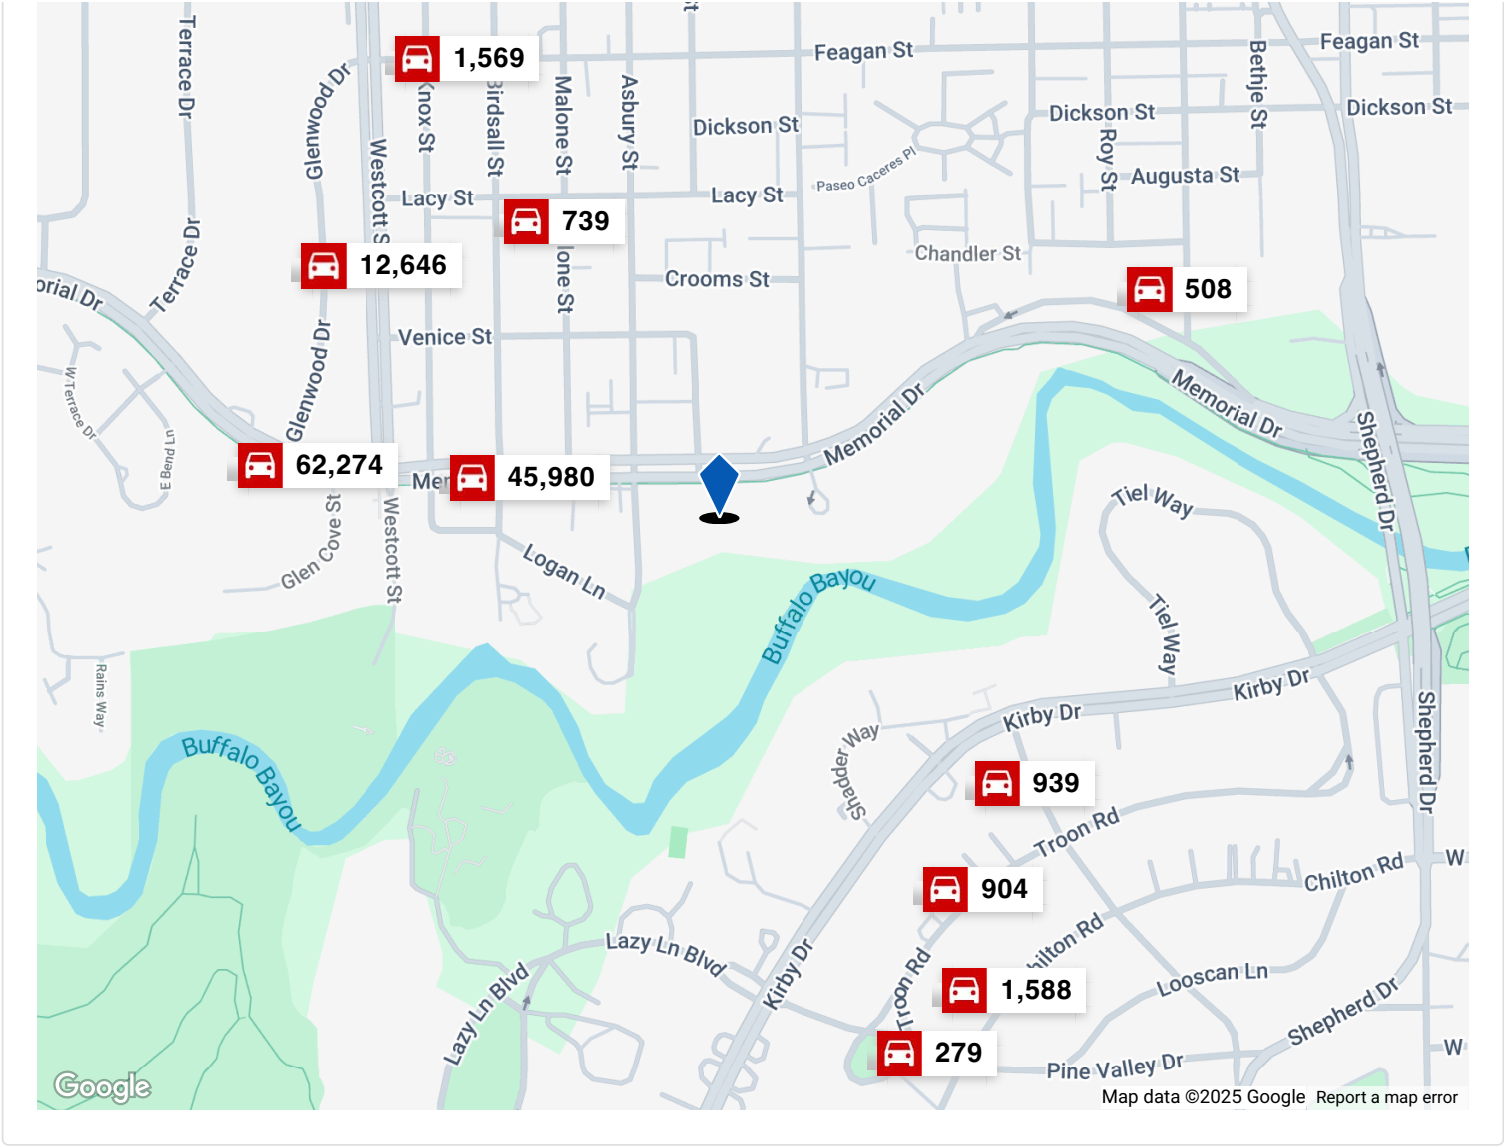 Terrace Dr
1,569
Feagan St
Feagan St
Glenwood Dr
Knox St
Birdsall St
Malone St
Asbury St
Dickson St
Dickson St
Dickson St
Bethje St
Westcott S
Roy St
Paseo Caceres Pl
Augusta St
Lacy St
Lacy St
739
Terrace Dr
12,646
lone St
Crooms St
Chandler St
508
orial Dr
Venice St
Glenwood Dr
W Terrace Dr
E Bend Ln
Memorial Dr
Memorial Dr
Shepherd Dr
62,274
Mer
45,980
Glen Cove St
Westcott St
Logan Ln
Tiel Way
Tiel Way
Buffalo Bayou
Rains Way
Kirby Dr
Kirby Dr
Shepherd Dr
Buffalo Bayou
Shadder Way
939
Troon Rd
Chilton Rd
W
904
hilton Rd
Lazy Ln Blvd
Kirby Dr
Troon Rd
Looscan Ln
Lazy Ln Blvd
1,588
Shepherd Dr
279
Pine Valley Dr
W
Google
Map data ©2025 Google
Report a map error